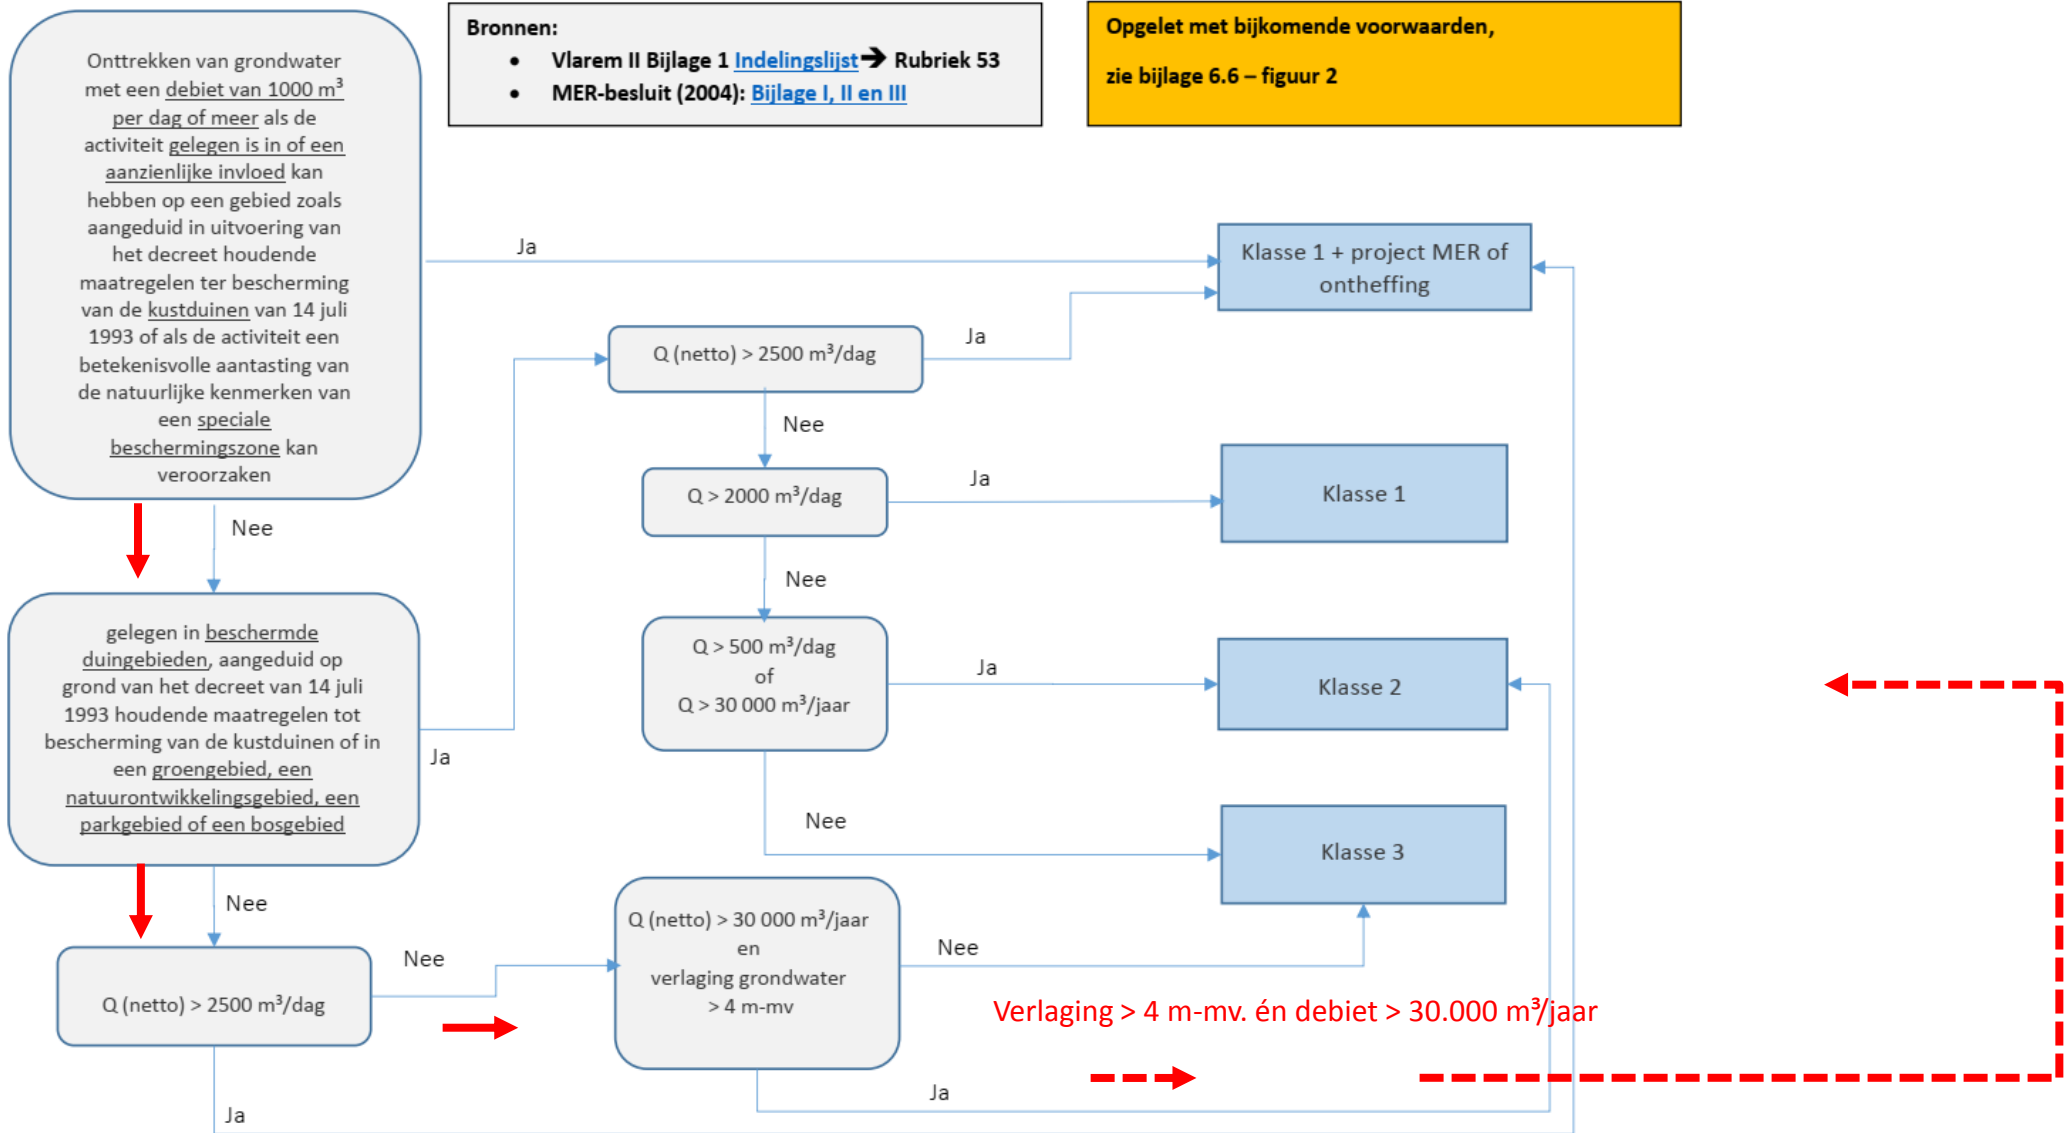 Onttrekken van grondwater
met een debiet van 1000 m³
per dag of meer als de
activiteit gelegen is in of een
aanzienlijke invloed kan
hebben op een gebied zoals
aangeduid in uitvoering van
het decreet houdende
maatregelen ter bescherming
van de kustduinen van 14 juli
1993 of als de activiteit een
betekenisvolle aantasting van
de natuurlijke kenmerken van
een speciale
beschermingszone kan
veroorzaken
Bronnen:
• Vlarem II Bijlage 1 Indelingslijst➔ Rubriek 53
• MER-besluit (2004): Bijlage I, II en III
Opgelet met bijkomende voorwaarden,
zie bijlage 6.6 – figuur 2
Ja
Klasse 1 + project MER of
ontheffing
Q (netto) > 2500 m³/dag
Ja
Nee
Q > 2000 m³/dag
Ja
Klasse 1
Nee
Nee
gelegen in beschermde
duingebieden, aangeduid op
grond van het decreet van 14 juli
1993 houdende maatregelen tot
bescherming van de kustduinen of in
een groengebied, een
natuurontwikkelingsgebied, een
parkgebied of een bosgebied
Ja
Q > 500 m³/dag
of
Q > 30 000 m³/jaar
Ja
Klasse 2
Nee
Klasse 3
Nee
Q (netto) > 2500 m³/dag
Nee
Q (netto) > 30 000 m³/jaar
en
verlaging grondwater
> 4 m-mv
Nee
Verlaging > 4 m-mv. én debiet > 30.000 m³/jaar
Ja
Ja